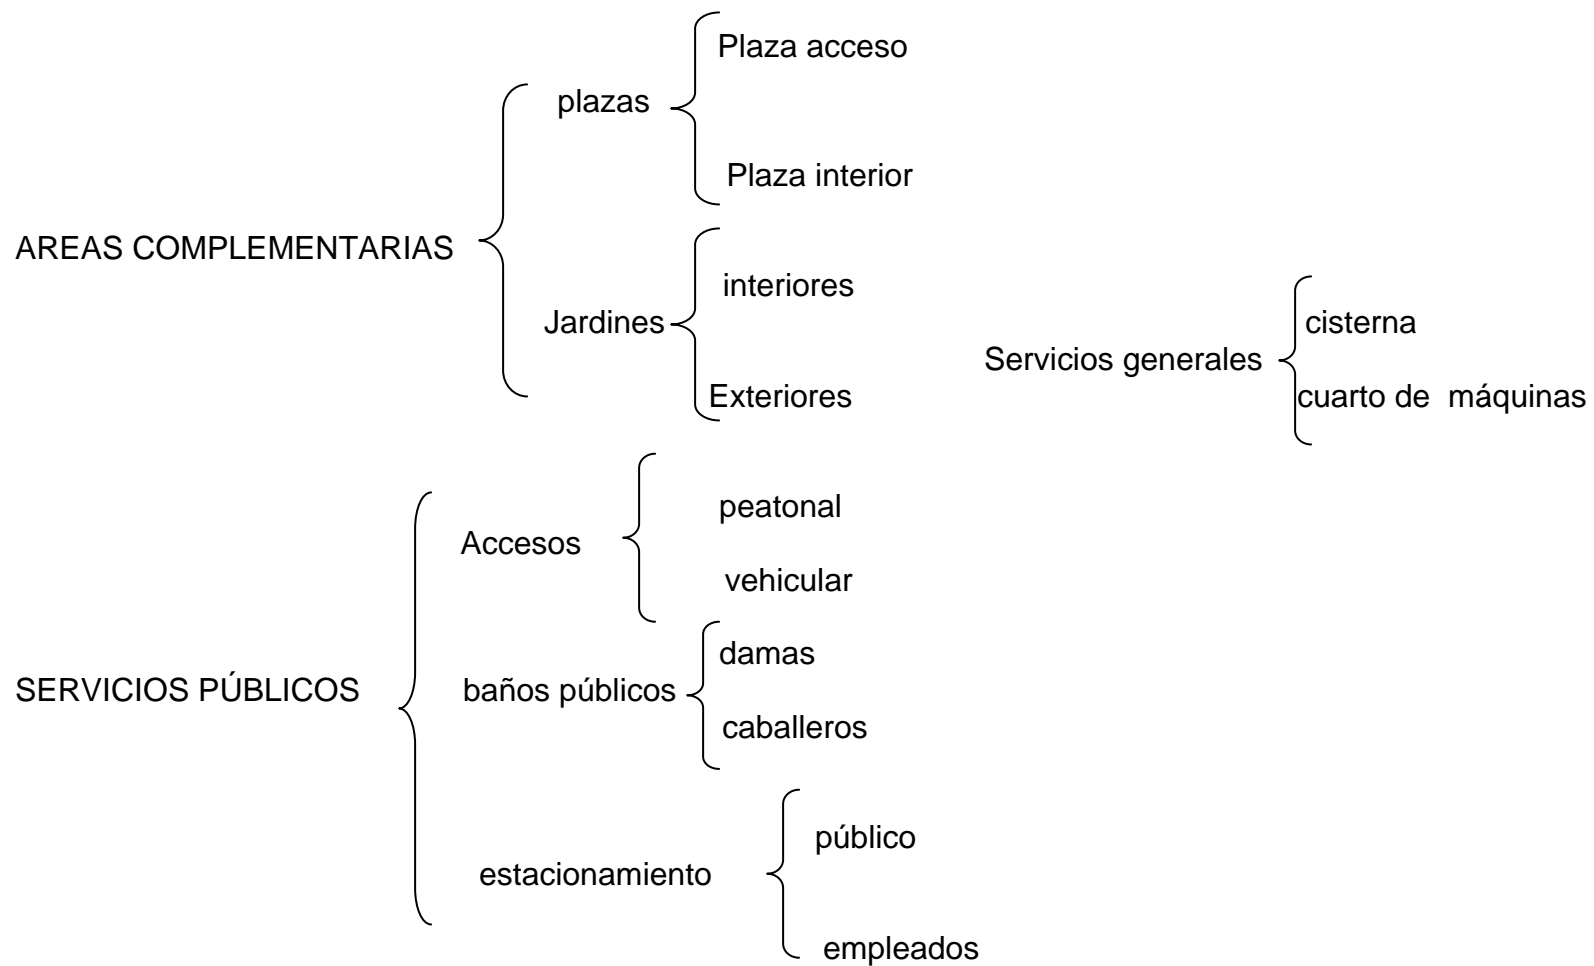 Plaza acceso
plazas
Plaza interior
AREAS COMPLEMENTARIAS
interiores
Jardines
Exteriores
cisterna
Servicios generales
cuarto de  máquinas
peatonal
Accesos
vehicular
damas
SERVICIOS PÚBLICOS
baños públicos
caballeros
público
estacionamiento
empleados